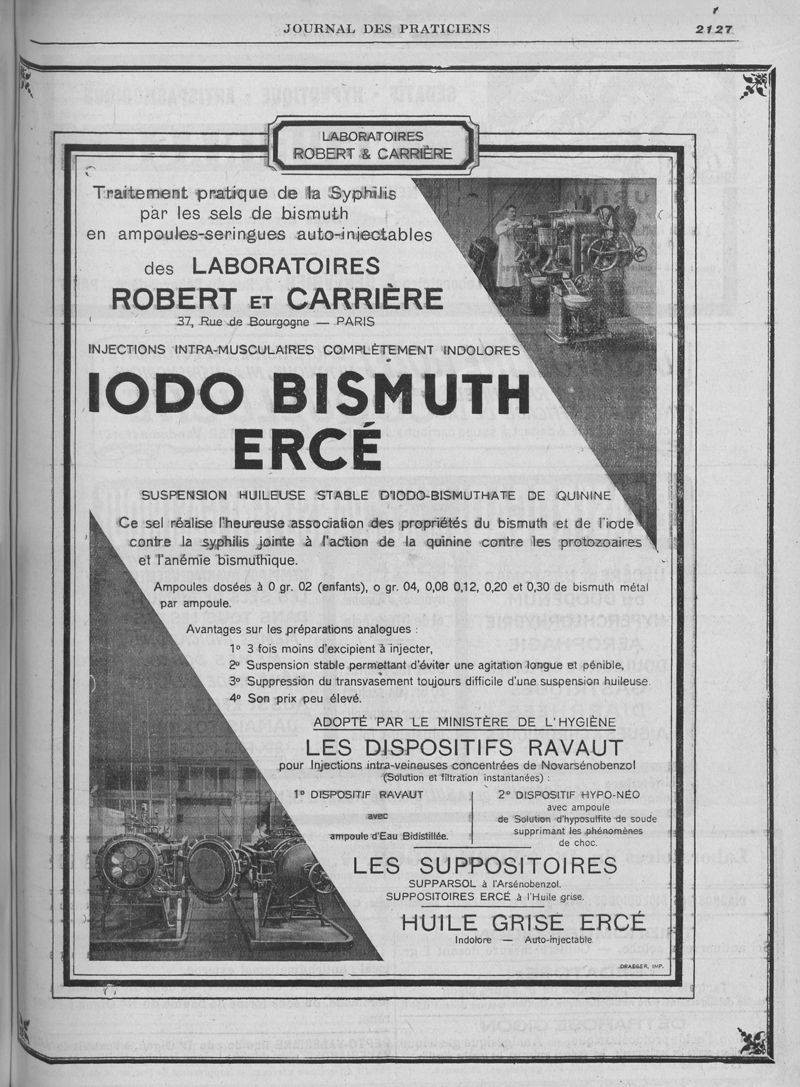 JOURNAL DES PRATICIENS
2127
LABORATOIRES
ROBERT & CARRIÈRE
Traitement pratique de la Syphilis
par les sels de bismuth
en ampoules-seringues auto-injectables
des LABORATOIRES
ROBERT ET CARRIÈRE
37, Rue de Bourgogne — PARIS
INJECTIONS INTRA-MUSCULAIRES COMPLÈTEMENT INDOLORES
IODO BISMUTH
ERCÉ
SUSPENSION HUILEUSE STABLE D'IODO-BISMUTHATE DE QUININE
Ce sel réalise l'heureuse association des propriétés du bismuth et de l'iode
contre la syphilis jointe à l'action de la quinine contre les protozoaires
et l'anémie bismuthique.
Ampoules dosées à 0 gr. 02 (enfants), o gr. 04, 0,08 0,12, 0,20 et 0,30 de bismuth métal
par ampoule.
Avantages sur les préparations analogues :
1º 3 fois moins d'excipient à injecter,
2º Suspension stable permettant d'éviter une agitation longue et pénible,
3º Suppression du transvasement toujours difficile d'une suspension huileuse.
4º Son prix peu élevé.
ADOPTÉ PAR LE MINISTÈRE DE L'HYGIÈNE
LES DISPOSITIFS RAVAUT
pour Injections intra-veineuses concentrées de Novarsénobenzol
(Solution et filtration instantanées) :
1º DISPOSITIF RAVAUT
avec
ampoule d'Eau Bidistillée.
2º DISPOSITIF HYPO-NÉO
avec ampoule
de Solution d'hyposulfite de soude
supprimant les phénomènes
de choc.
LES SUPPOSITOIRES
SUPPARSOL à l'Arsénobenzol.
SUPPOSITOIRES ERCÉ à l'Huile grise.
HUILE GRISE ERCÉ
Indolore — Auto-injectable
DRAEGER, IMP.